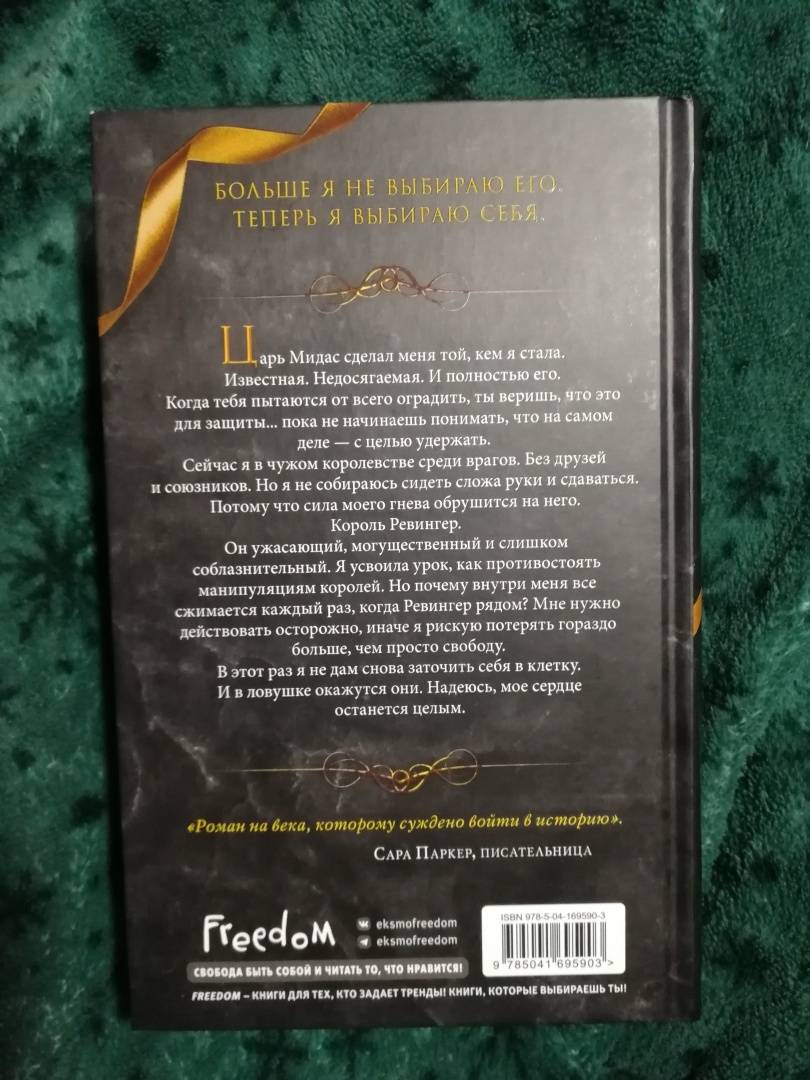 БОЛЬШЕ Я НЕ ВЫБИРАЮ ЕГО.
ТЕПЕРЬ Я ВЫБИРАЮ СЕБЯ.
Царь Мидас сделал меня той, кем я стала.
Известная. Недосягаемая. И полностью его.
Когда тебя пытаются от всего оградить, ты веришь, что это
для защиты... пока не начинаешь понимать, что на самом
деле — с целью удержать.
Сейчас я в чужом королевстве среди врагов. Без друзей
и союзников. Но я не собираюсь сидеть сложа руки и сдаваться.
Потому что сила моего гнева обрушится на него.
Король Ревингер.
Он ужасающий, могущественный и слишком
соблазнительный. Я усвоила урок, как противостоять
манипуляциям королей. Но почему внутри меня все
сжимается каждый раз, когда Ревингер рядом? Мне нужно
действовать осторожно, иначе я рискую потерять гораздо
больше, чем просто свободу.
В этот раз я не дам снова заточить себя в клетку.
И в ловушке окажутся они. Надеюсь, мое сердце
останется целым.
«Роман на века, которому суждено войти в историю».
САРА ПАРКЕР, ПИСАТЕЛЬНИЦА
Freedom
eksmofreedom
eksmofreedom
СВОБОДА БЫТЬ СОБОЙ И ЧИТАТЬ ТО, ЧТО НРАВИТСЯ!
FREEDOM – КНИГИ ДЛЯ ТЕХ, КТО ЗАДАЕТ ТРЕНДЫ! КНИГИ, КОТОРЫЕ ВЫБИРАЕШЬ ТЫ!
ISBN 978-5-04-169590-3
9 785041 695903 >